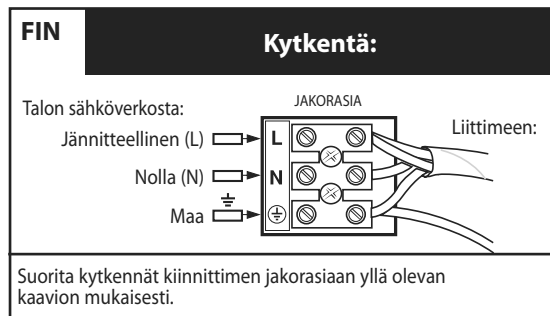 FIN
Kytkentä:
Talon sähköverkosta:
JAKORASIA
Jännitteellinen (L)
L
Liittimeen:
Nolla (N)
N
Maa
Suorita kytkennät kiinnittimen jakorasiaan yllä olevan
kaavion mukaisesti.